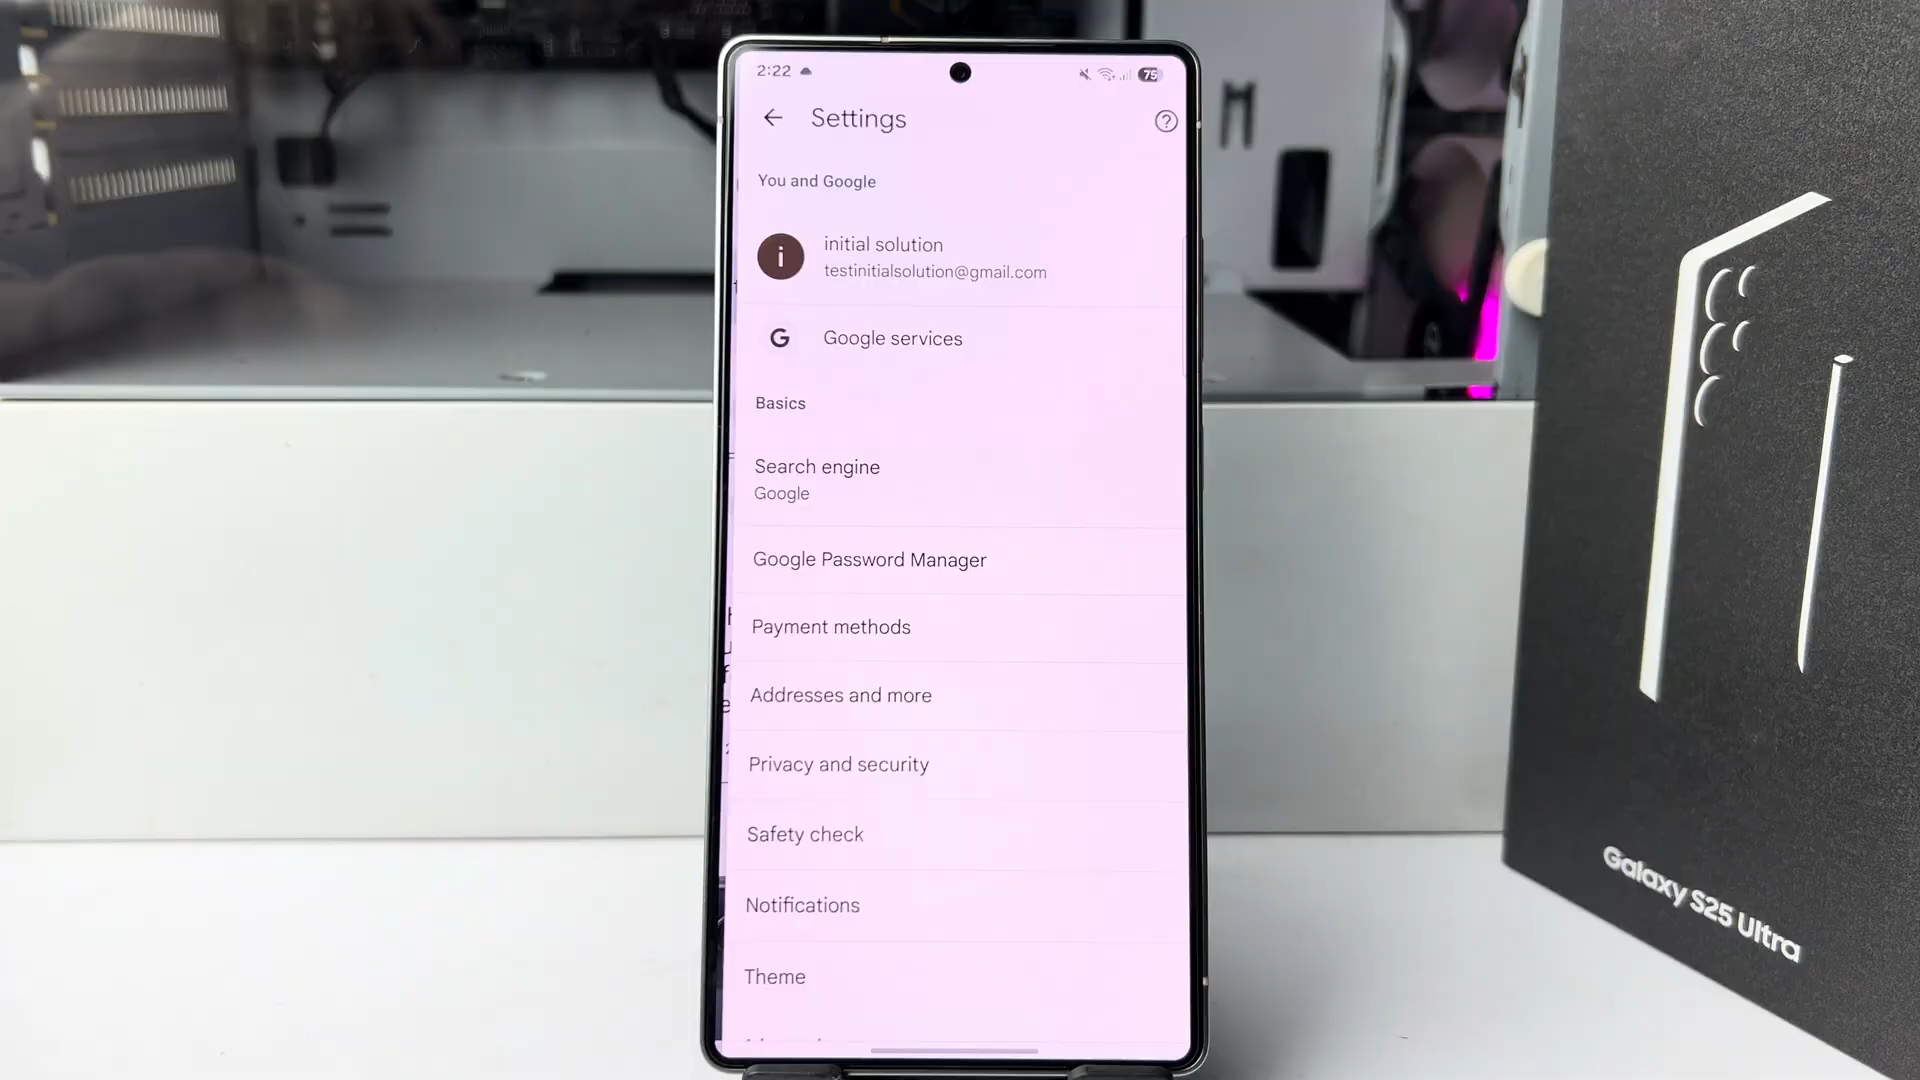 2:22
75
Settings
You and Google
i
initial solution
testinitialsolution@gmail.com
G
Google services
Basics
Search engine
Google
Google Password Manager
Payment methods
Addresses and more
Privacy and security
Safety check
Notifications
Theme
Galaxy S25 Ultra